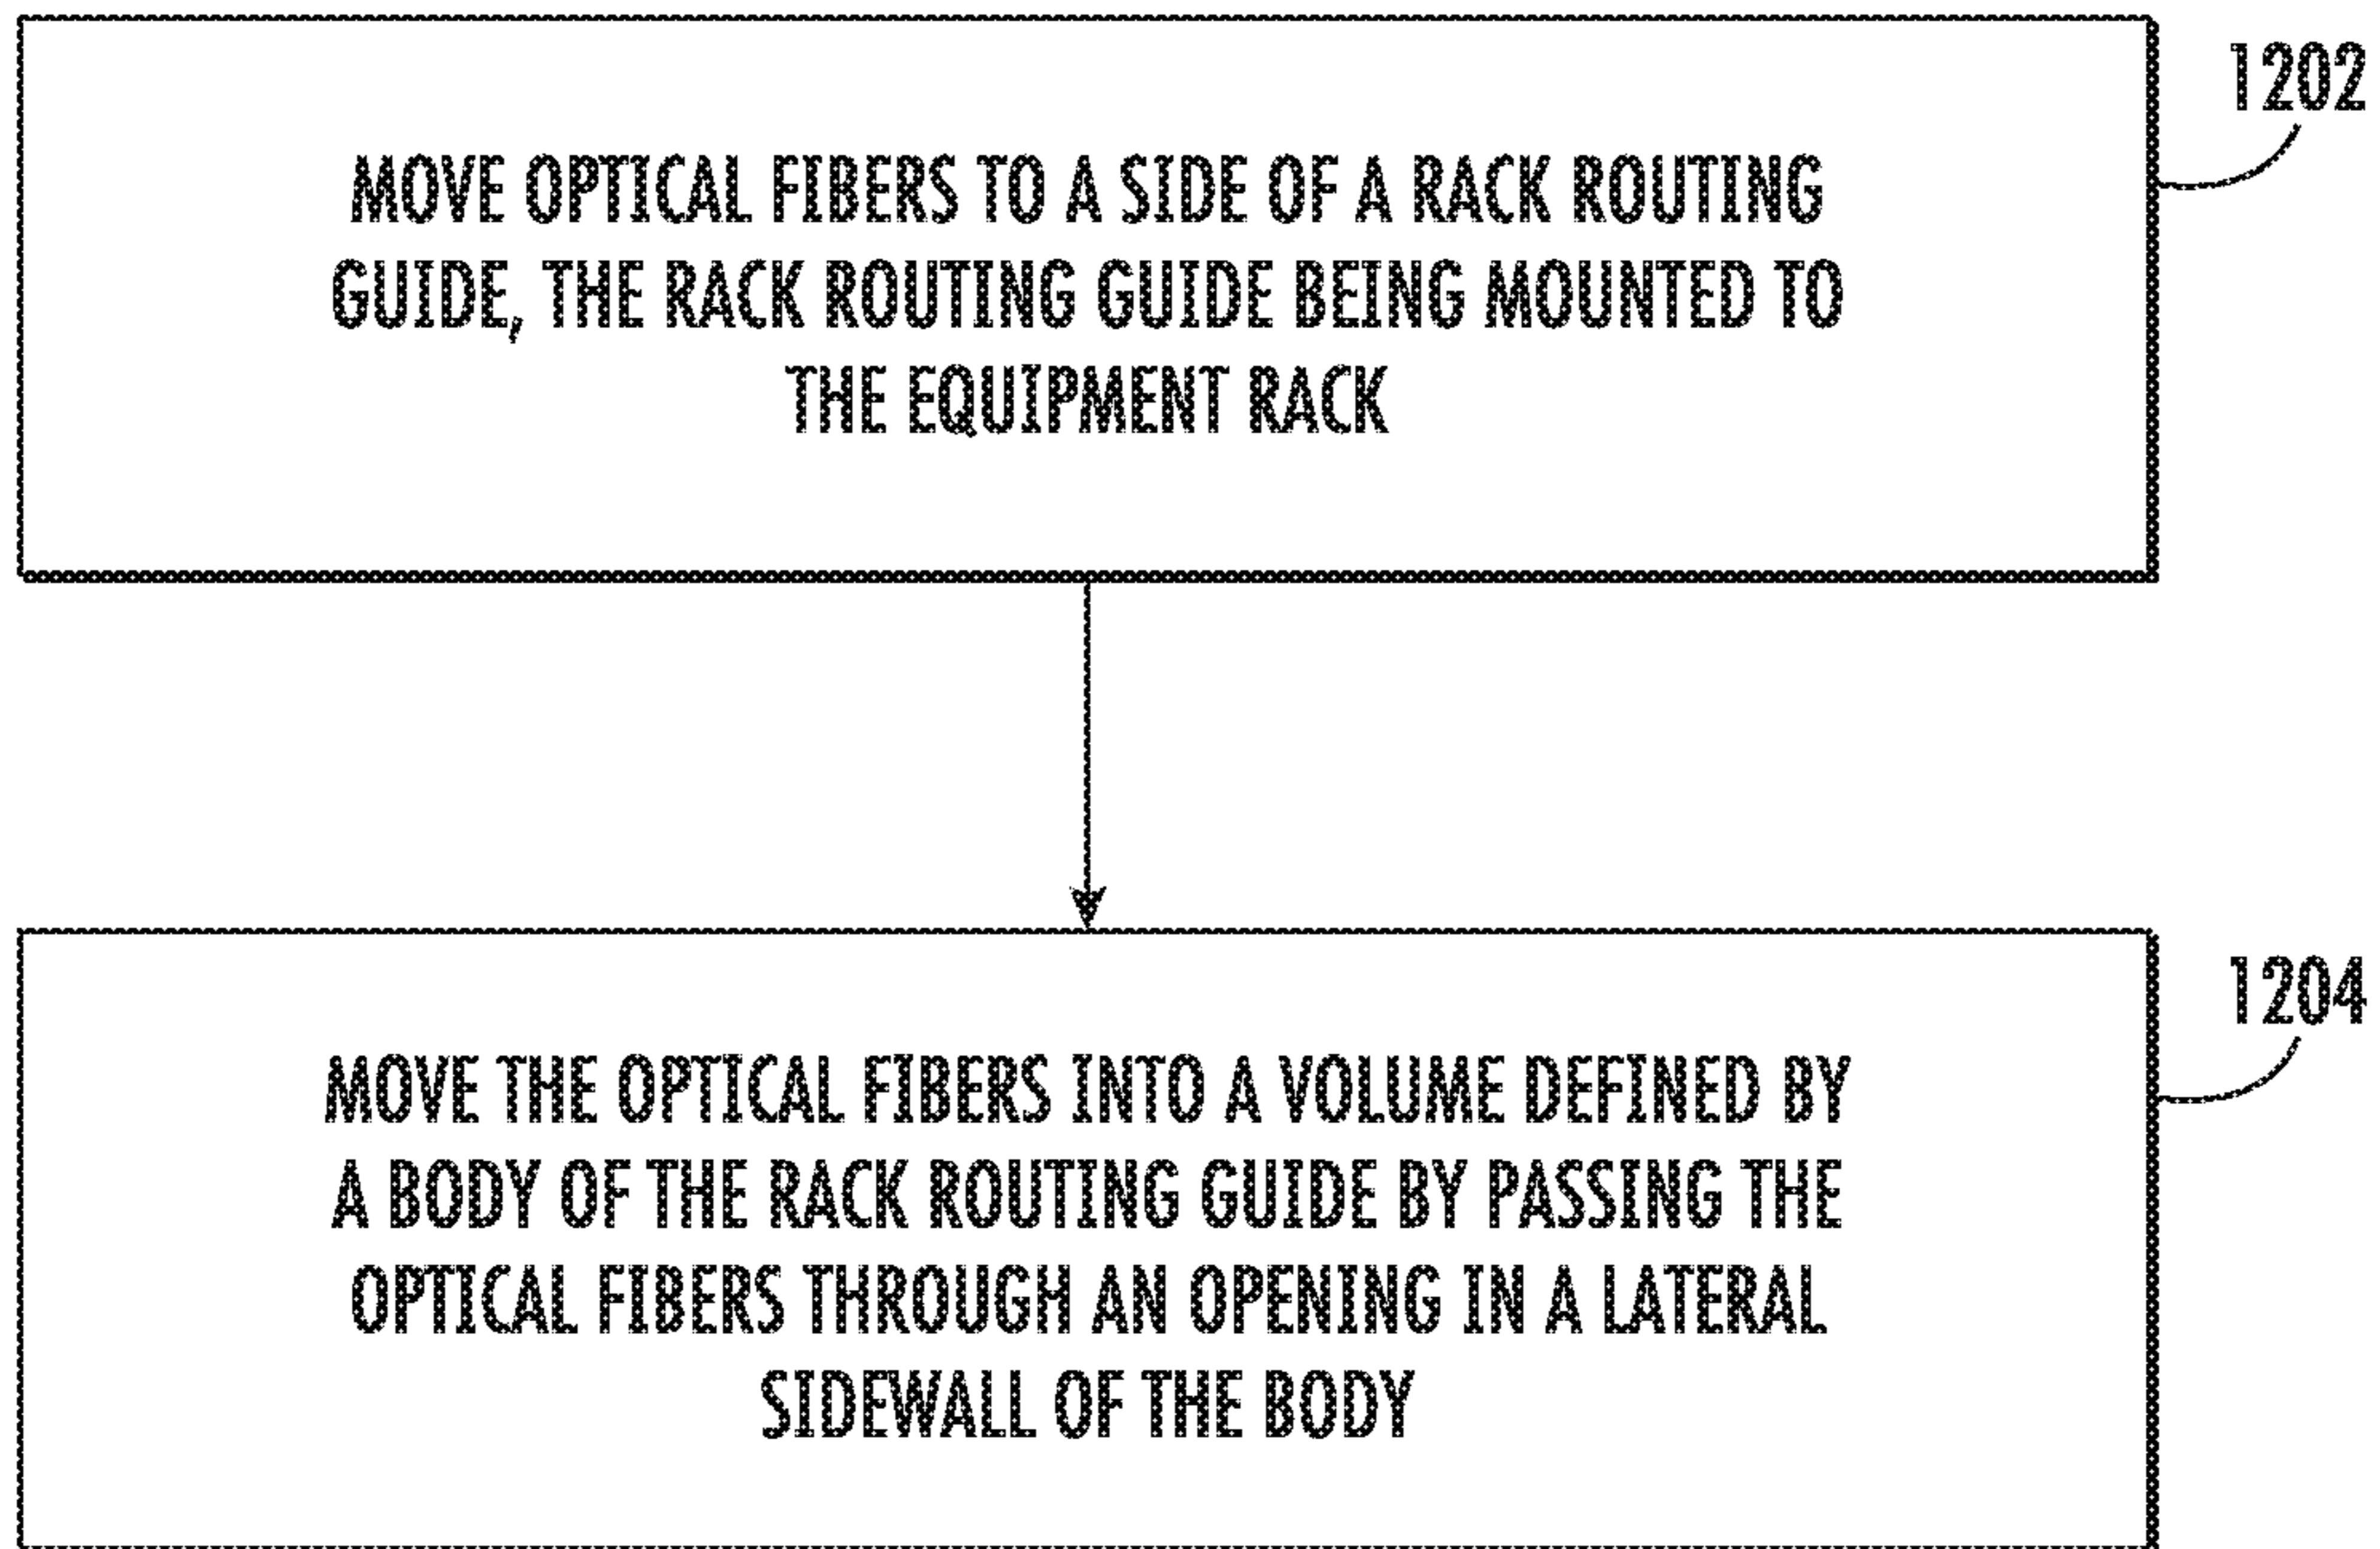 1202
MOVE OPTICAL FIBERS TO A SIDE OF A RACK ROUTING
GUIDE, THE RACK ROUTING GUIDE BEING MOUNTED TO
THE EQUIPMENT RACK
1204
MOVE THE OPTICAL FIBERS INTO A VOLUME DEFINED BY
A BODY OF THE RACK ROUTING GUIDE BY PASSING THE
OPTICAL FIBERS THROUGH AN OPENING IN A LATERAL
SIDEWALL OF THE BODY